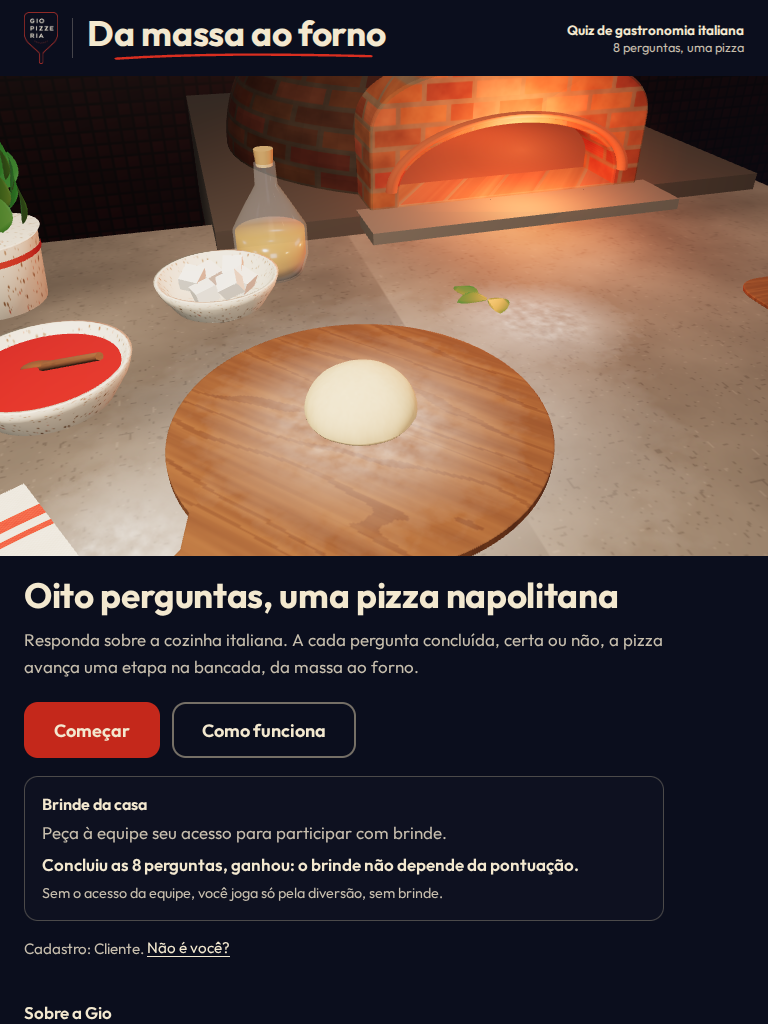 GIO
PIZZE
RIA
Da massa ao forno
Quiz de gastronomia italiana
8 perguntas, uma pizza
Oito perguntas, uma pizza napolitana
Responda sobre a cozinha italiana. A cada pergunta concluída, certa ou não, a pizza
avança uma etapa na bancada, da massa ao forno.
Começar
Como funciona
Brinde da casa
Peça à equipe seu acesso para participar com brinde.
Concluiu as 8 perguntas, ganhou: o brinde não depende da pontuação.
Sem o acesso da equipe, você joga só pela diversão, sem brinde.
Cadastro: Cliente. Não é você?
Sobre a Gio